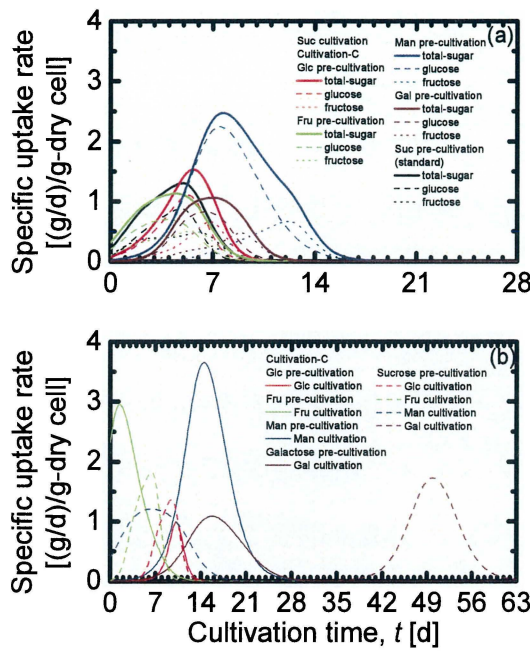 (a)
Specific uptake rate
[(g/d)/g-dry cell]
4
3
2
1
0
0 7 14 21 28
Suc cultivation
Cultivation-C
Glc pre-cultivation
total-sugar
glucose
fructose
Fru pre-cultivation
total-sugar
glucose
fructose
Man pre-cultivation
total-sugar
glucose
fructose
Gal pre-cultivation
total-sugar
glucose
fructose
Suc pre-cultivation
(standard)
total-sugar
glucose
fructose
(b)
Specific uptake rate
[(g/d)/g-dry cell]
4
3
2
1
0
0 7 14 21 28 35 42 49 56 63
Cultivation time, t [d]
Cultivation-C
Glc pre-cultivation
Glc cultivation
Fru pre-cultivation
Fru cultivation
Man pre-cultivation
Man cultivation
Galactose pre-cultivation
Gal cultivation
Sucrose pre-cultivation
Glc cultivation
Fru cultivation
Man cultivation
Gal cultivation